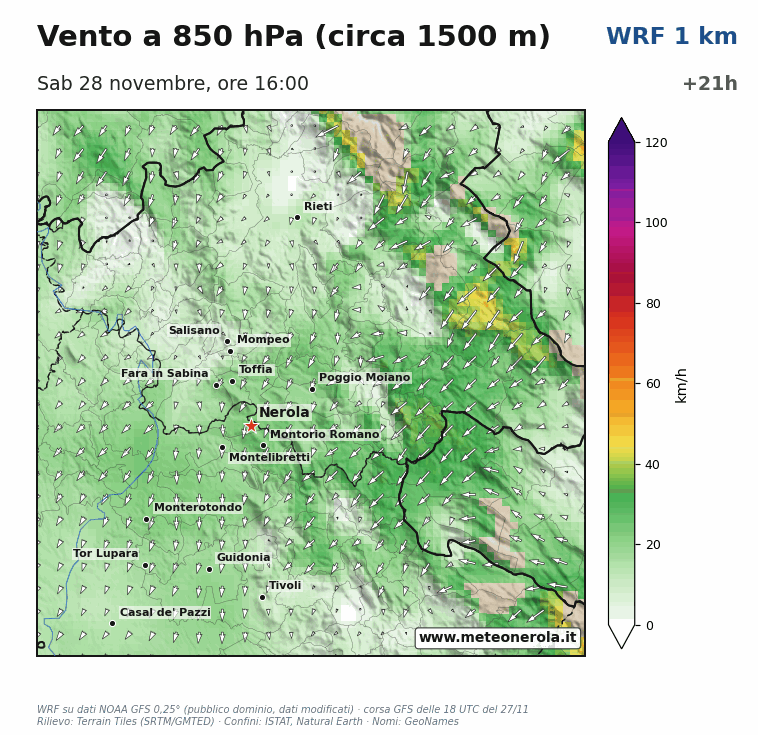 Vento a 850 hPa (circa 1500 m)
WRF 1 km
Sab 28 novembre, ore 16:00
+21h
Rieti
Salisano
Mompeo
Toffia
Fara in Sabina
Poggio Moiano
Nerola
Montorio Romano
Montelibretti
Monterotondo
Tor Lupara
Guidonia
Tivoli
Casal de' Pazzi
www.meteonerola.it
120
100
80
60
40
20
0
km/h
WRF su dati NOAA GFS 0,25° (pubblico dominio, dati modificati) · corsa GFS delle 18 UTC del 27/11
Rilievo: Terrain Tiles (SRTM/GMTED) · Confini: ISTAT, Natural Earth · Nomi: GeoNames